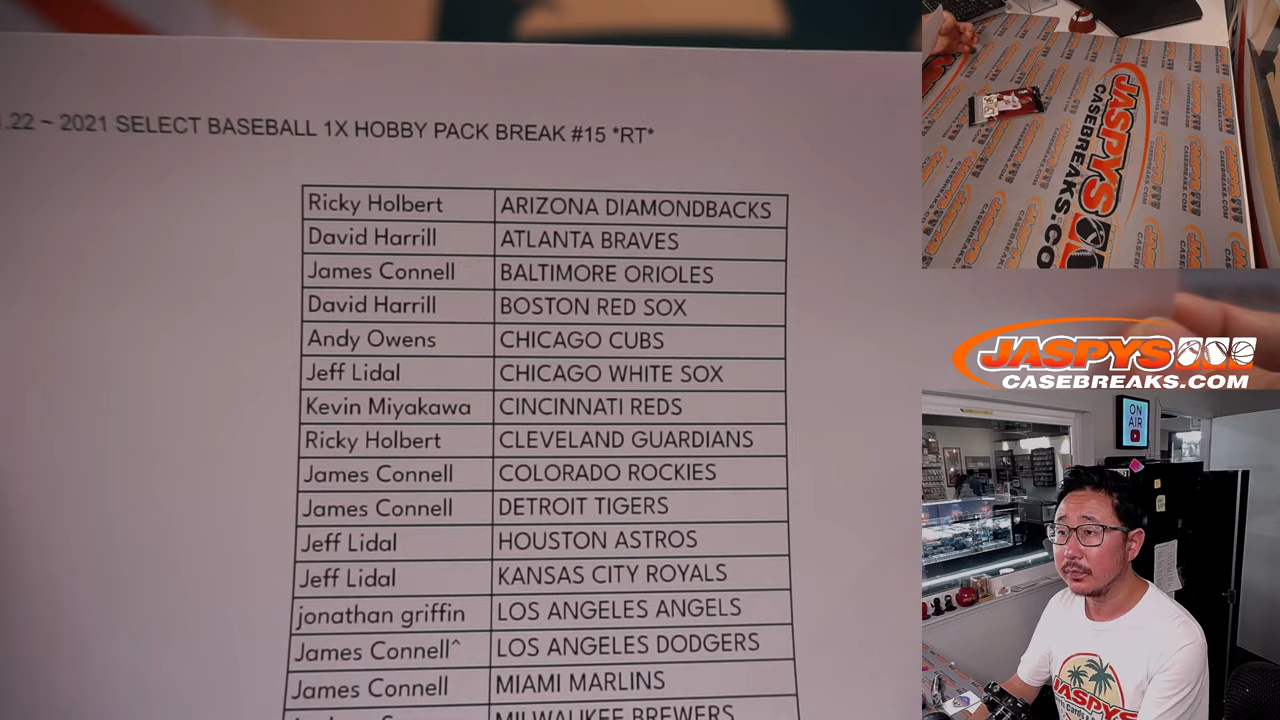 .22 ~ 2021 SELECT BASEBALL 1X HOBBY PACK BREAK #15 *RT*
Ricky Holbert ARIZONA DIAMONDBACKS
David Harrill ATLANTA BRAVES
James Connell BALTIMORE ORIOLES
David Harrill BOSTON RED SOX
Andy Owens CHICAGO CUBS
Jeff Lidal CHICAGO WHITE SOX
Kevin Miyakawa CINCINNATI REDS
Ricky Holbert CLEVELAND GUARDIANS
James Connell COLORADO ROCKIES
James Connell DETROIT TIGERS
Jeff Lidal HOUSTON ASTROS
Jeff Lidal KANSAS CITY ROYALS
jonathan griffin LOS ANGELES ANGELS
James Connell^ LOS ANGELES DODGERS
James Connell MIAMI MARLINS
MILWAUKEE BREWERS
JASPYS
CASEBREAKS.CO
JASPYS
CASEBREAKS.COM
ON
AIR
JASPYS